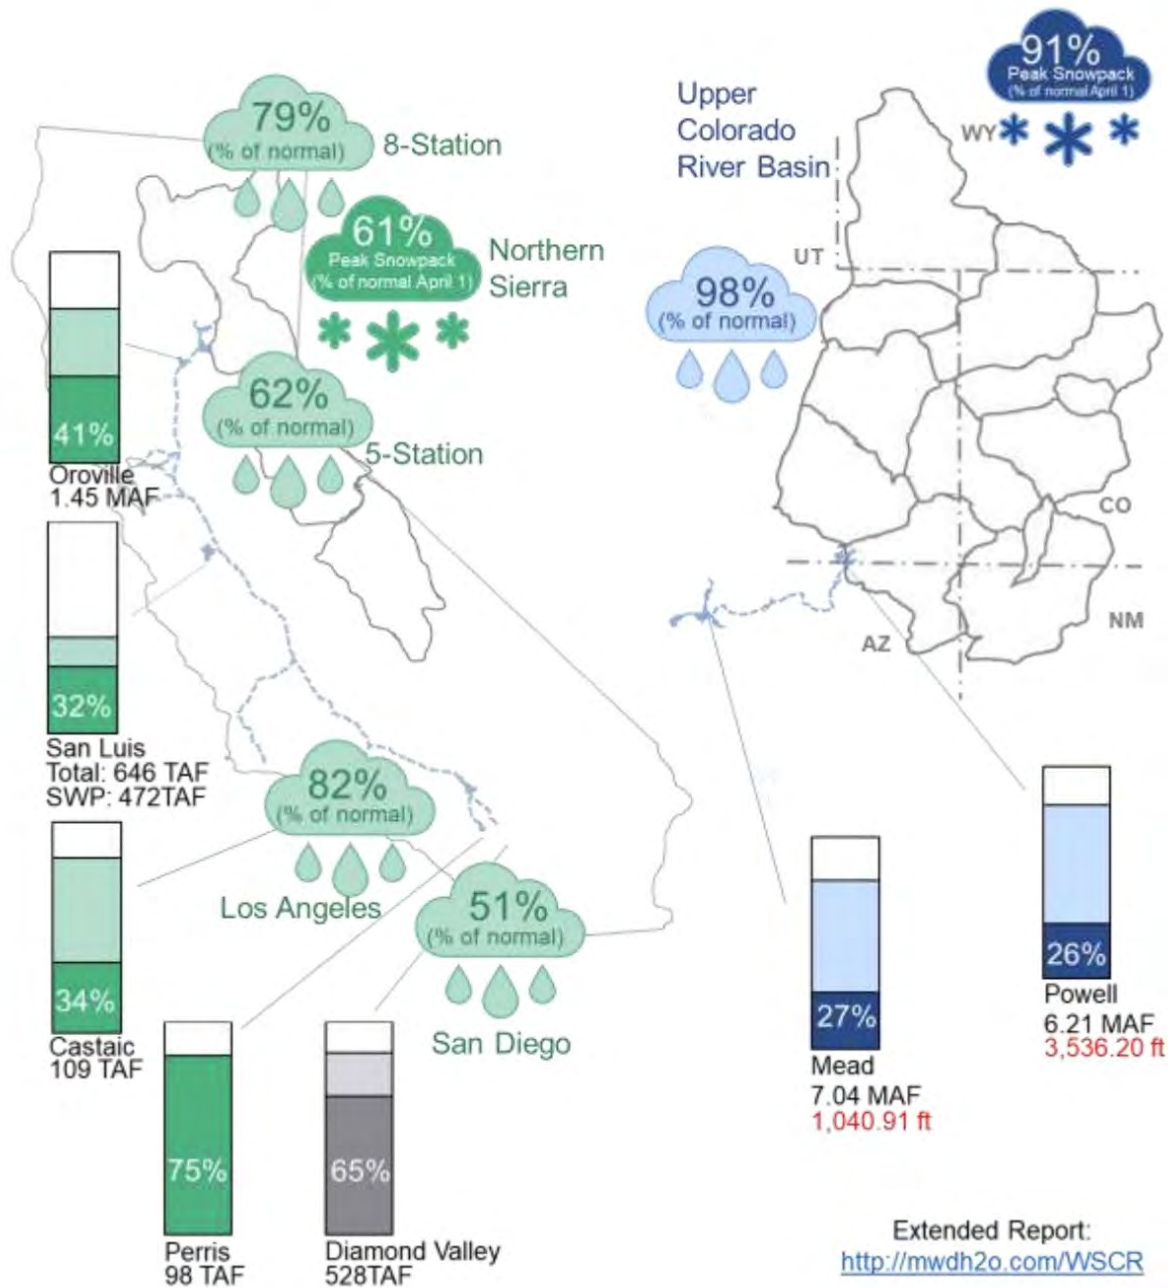 79%
(% of normal)
8-Station
61%
Peak Snowpack
(% of normal April 1)
Northern
Sierra
62%
(% of normal)
5-Station
41%
Oroville
1.45 MAF
32%
San Luis
Total: 646 TAF
SWP: 472TAF
82%
(% of normal)
Los Angeles
34%
Castaic
109 TAF
51%
(% of normal)
San Diego
75%
Perris
98 TAF
65%
Diamond Valley
528TAF
Upper
Colorado
River Basin
91%
Peak Snowpack
(% of normal April 1)
WY
UT
98%
(% of normal)
CO
NM
AZ
27%
Mead
7.04 MAF
1,040.91 ft
26%
Powell
6.21 MAF
3,536.20 ft
Extended Report:
http://mwdh2o.com/WSCR